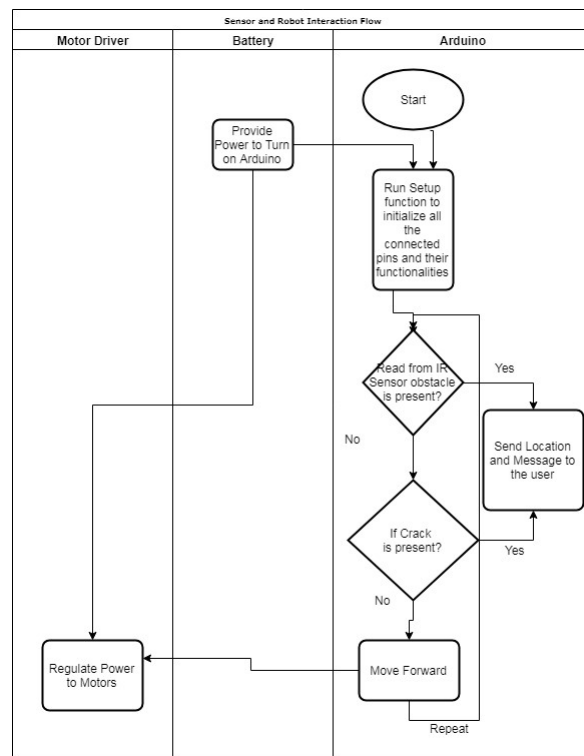 Sensor and Robot Interaction Flow
Motor Driver
Battery
Arduino
Start
Provide
Power to Turn
on Arduino
Run Setup
function to
initialize all
the
connected
pins and their
functionalities
Read from IR
Sensor obstacle
is present?
Yes
No
Send Location
and Message to
the user
If Crack
is present?
Yes
No
Regulate Power
to Motors
Move Forward
Repeat